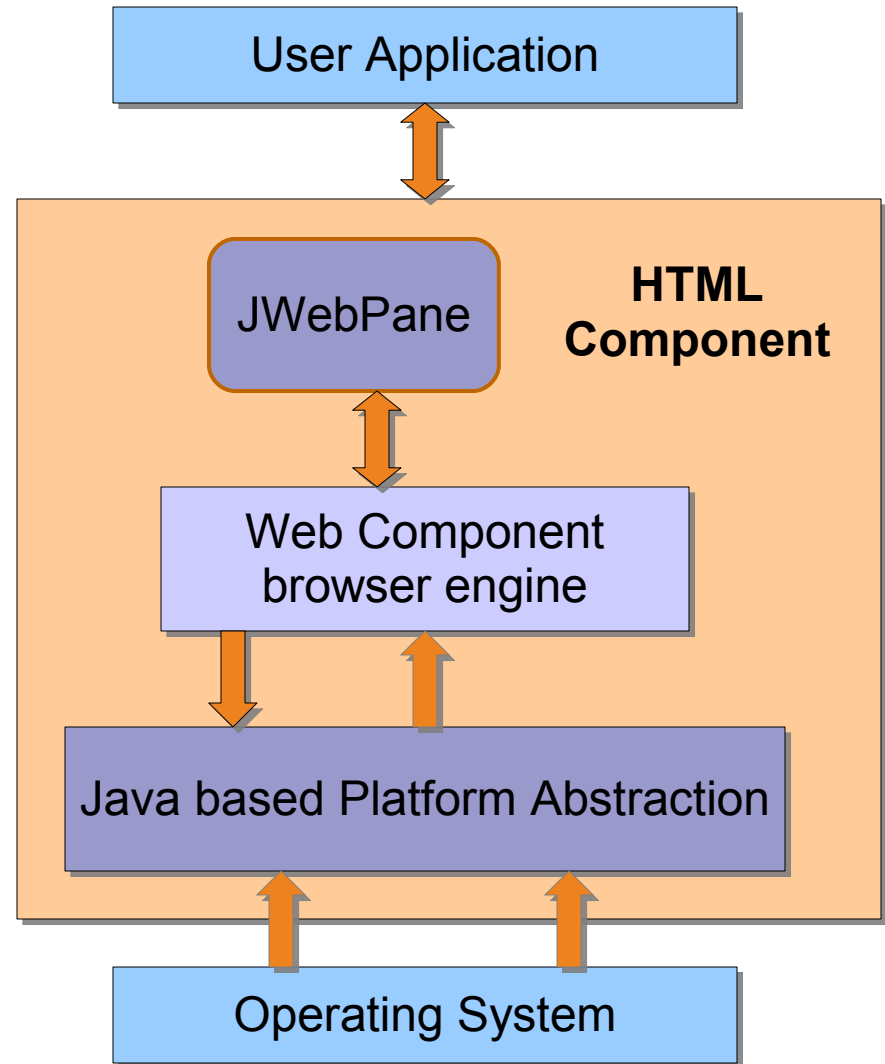 User Application
JWebPane
HTML
Component
Web Component
browser engine
Java based Platform Abstraction
Operating System